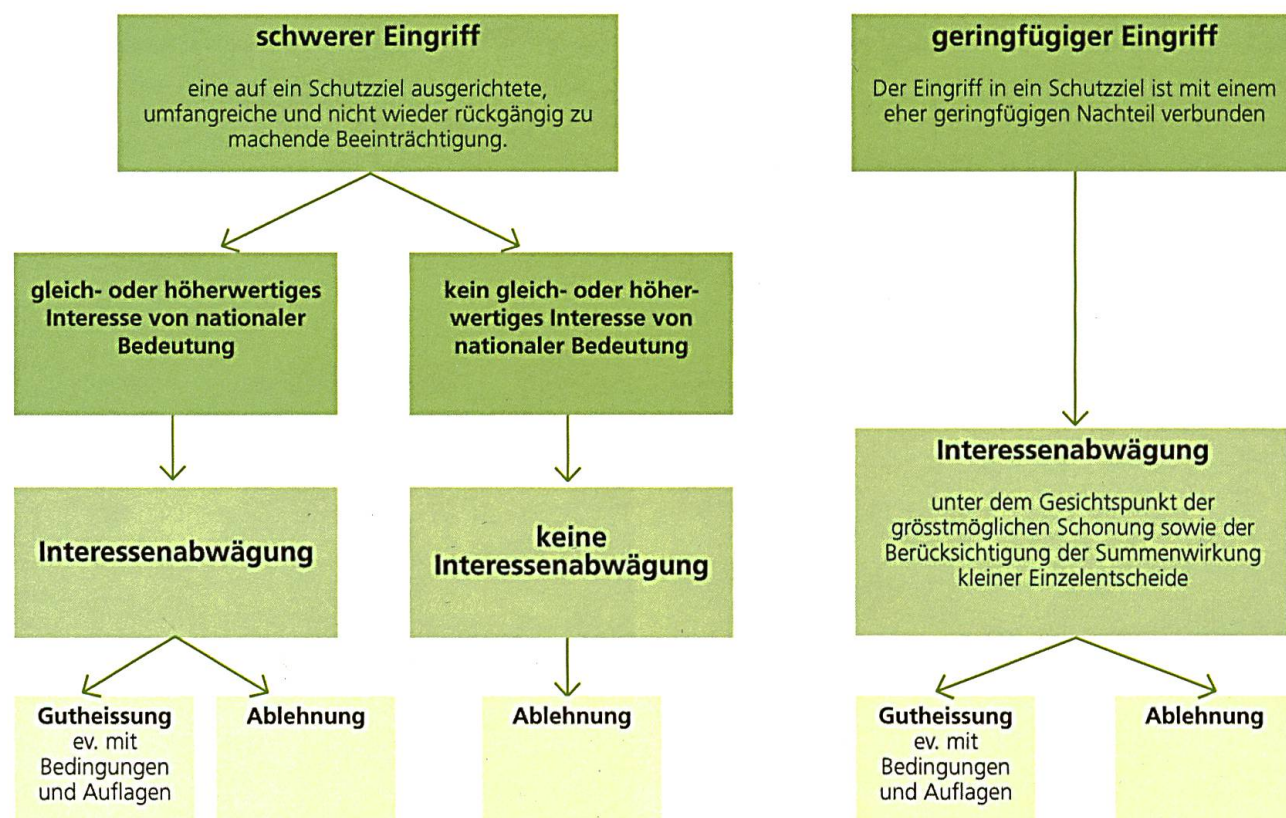 schwerer Eingriff
eine auf ein Schutzziel ausgerichtete,
umfangreiche und nicht wieder rückgängig zu
machende Beeinträchtigung.
geringfügiger Eingriff
Der Eingriff in ein Schutzziel ist mit einem
eher geringfügigen Nachteil verbunden
gleich- oder höherwertiges
Interesse von nationaler
Bedeutung
kein gleich- oder höher-
wertiges Interesse von
nationaler Bedeutung
Interessenabwägung
keine
Interessenabwägung
Interessenabwägung
unter dem Gesichtspunkt der
grösstmöglichen Schonung sowie der
Berücksichtigung der Summenwirkung
kleiner Einzelentscheide
Gutheissung
ev. mit
Bedingungen
und Auflagen
Ablehnung
Ablehnung
Gutheissung
ev. mit
Bedingungen
und Auflagen
Ablehnung